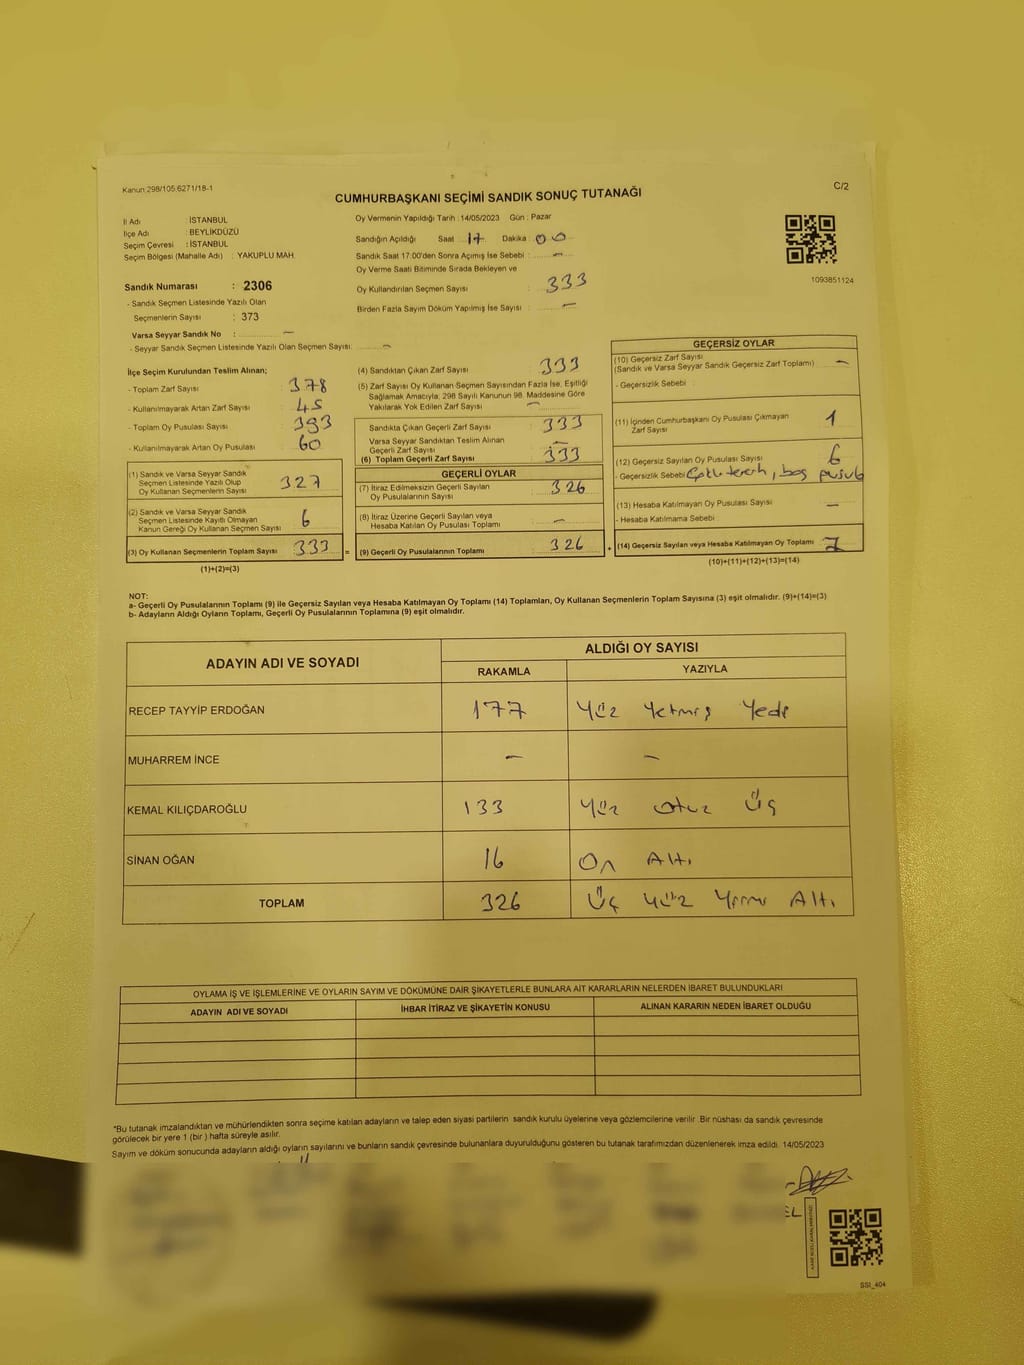 Kanun:298/105,6271/18-1
C/2
CUMHURBAŞKANI SEÇİMİ SANDIK SONUÇ TUTANAĞI
İl Adı : İSTANBUL
İlçe Adı : BEYLİKDÜZÜ
Seçim Çevresi : İSTANBUL
Seçim Bölgesi (Mahalle Adı) : YAKUPLU MAH.
Oy Vermenin Yapıldığı Tarih : 14/05/2023 Gün : Pazar
Sandığın Açıldığı Saat 17 Dakika : 00
Sandık Saat 17:00'den Sonra Açımış İse Sebebi : —
Oy Verme Saati Bitiminde Sırada Bekleyen ve
Oy Kullandırılan Seçmen Sayısı : 333
Birden Fazla Sayım Döküm Yapılmış İse Sayısı : —
1093851124
Sandık Numarası : 2306
- Sandık Seçmen Listesinde Yazılı Olan
Seçmenlerin Sayısı : 373
Varsa Seyyar Sandık No : —
- Seyyar Sandık Seçmen Listesinde Yazılı Olan Seçmen Sayısı: —
İlçe Seçim Kurulundan Teslim Alınan;
- Toplam Zarf Sayısı : 378
- Kullanılmayarak Artan Zarf Sayısı : 45
- Toplam Oy Pusulası Sayısı : 393
- Kullanılmayarak Artan Oy Pusulası : 60
(1) Sandık ve Varsa Seyyar Sandık
Seçmen Listesinde Yazılı Olup
Oy Kullanan Seçmenlerin Sayısı : 327
(2) Sandık ve Varsa Seyyar Sandık
Seçmen Listesinde Kayıtlı Olmayan
Kanun Gereği Oy Kullanan Seçmen Sayısı : 6
(3) Oy Kullanan Seçmenlerin Toplam Sayısı : 333 =
(1)+(2)=(3)
(4) Sandıktan Çıkan Zarf Sayısı : 333
(5) Zarf Sayısı Oy Kullanan Seçmen Sayısından Fazla İse, Eşitliği
Sağlamak Amacıyla, 298 Sayılı Kanunun 98. Maddesine Göre
Yakılarak Yok Edilen Zarf Sayısı : —
Sandıkta Çıkan Geçerli Zarf Sayısı : 333
Varsa Seyyar Sandıktan Teslim Alınan
Geçerli Zarf Sayısı : —
(6) Toplam Geçerli Zarf Sayısı : 333
GEÇERLİ OYLAR
(7) İtiraz Edilmeksizin Geçerli Sayılan
Oy Pusulalarının Sayısı : 326
(8) İtiraz Üzerine Geçerli Sayılan veya
Hesaba Katılan Oy Pusulası Toplamı : —
(9) Geçerli Oy Pusulalarının Toplamı : 326 +
GEÇERSİZ OYLAR
(10) Geçersiz Zarf Sayısı
(Sandık ve Varsa Seyyar Sandık Geçersiz Zarf Toplamı) : —
- Geçersizlik Sebebi :
(11) İçinden Cumhurbaşkanı Oy Pusulası Çıkmayan
Zarf Sayısı : 1
(12) Geçersiz Sayılan Oy Pusulası Sayısı : 6
- Geçersizlik Sebebi boş pusula
(13) Hesaba Katılmayan Oy Pusulası Sayısı : —
- Hesaba Katılmama Sebebi :
(14) Geçersiz Sayılan veya Hesaba Katılmayan Oy Toplamı : 7
(10)+(11)+(12)+(13)=(14)
NOT:
a- Geçerli Oy Pusulalarının Toplamı (9) ile Geçersiz Sayılan veya Hesaba Katılmayan Oy Toplamı (14) Toplamları, Oy Kullanan Seçmenlerin Toplam Sayısına (3) eşit olmalıdır. (9)+(14)=(3)
b- Adayların Aldığı Oyların Toplamı, Geçerli Oy Pusulalarının Toplamına (9) eşit olmalıdır.
ADAYIN ADI VE SOYADI
ALDIĞI OY SAYISI
RAKAMLA YAZIYLA
RECEP TAYYİP ERDOĞAN 177 Yüz Yetmiş Yedi
MUHARREM İNCE — —
KEMAL KILIÇDAROĞLU 133 Yüz Otuz Üç
SİNAN OĞAN 16 On Altı
TOPLAM 326 Üç Yüz Yirmi Altı
OYLAMA İŞ VE İŞLEMLERİNE VE OYLARIN SAYIM VE DÖKÜMÜNE DAİR ŞİKAYETLERLE BUNLARA AİT KARARLARIN NELERDEN İBARET BULUNDUKLARI
ADAYIN ADI VE SOYADI İHBAR İTİRAZ VE ŞİKAYETİN KONUSU ALINAN KARARIN NEDEN İBARET OLDUĞU
*Bu tutanak imzalandıktan ve mühürlendikten sonra seçime katılan adayların ve talep eden siyasi partilerin sandık kurulu üyelerine veya gözlemcilerine verilir. Bir nüshası da sandık çevresinde
görülecek bir yere 1 (bir ) hafta süreyle asılır.
Sayım ve döküm sonucunda adayların aldığı oyların sayılarını ve bunların sandık çevresinde bulunanlara duyurulduğunu gösteren bu tutanak tarafımızdan düzenlenerek imza edildi. 14/05/2023
EL
SSI_404